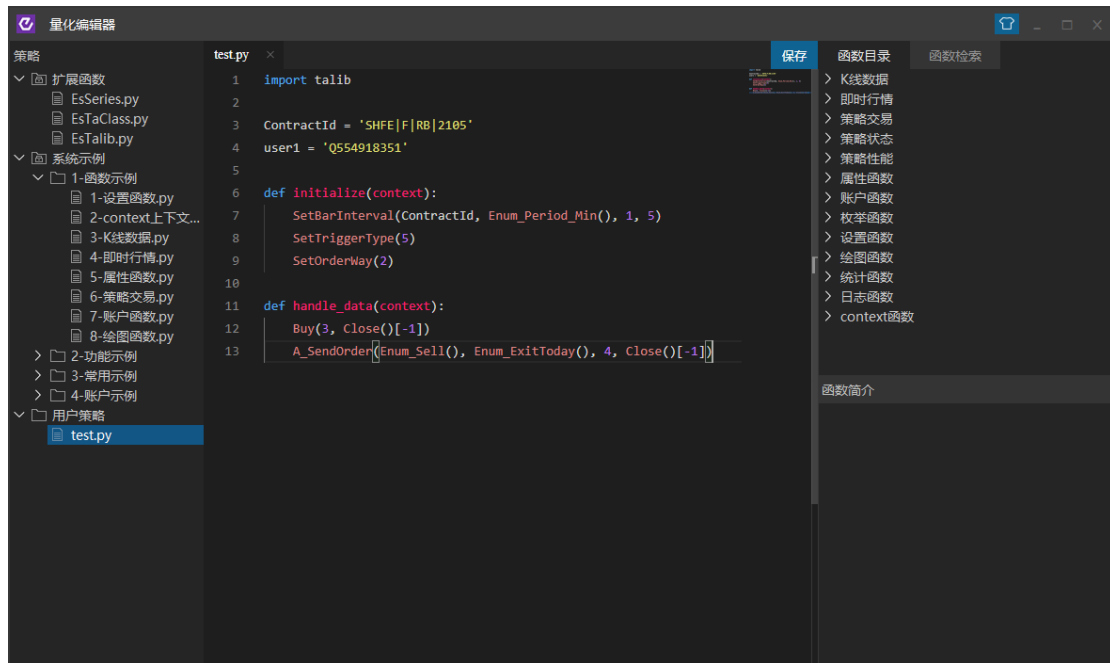 量化编辑器
策略
扩展函数
EsSeries.py
EsTaClass.py
EsTalib.py
系统示例
1-函数示例
1-设置函数.py
2-context上下文...
3-K线数据.py
4-即时行情.py
5-属性函数.py
6-策略交易.py
7-账户函数.py
8-绘图函数.py
2-功能示例
3-常用示例
4-账户示例
用户策略
test.py
test.py × 保存
1 import talib
2
3 ContractId = 'SHFE|F|RB|2105'
4 user1 = 'Q554918351'
5
6 def initialize(context):
7 SetBarInterval(ContractId, Enum_Period_Min(), 1, 5)
8 SetTriggerType(5)
9 SetOrderWay(2)
10
11 def handle_data(context):
12 Buy(3, Close()[-1])
13 A_SendOrder(Enum_Sell(), Enum_ExitToday(), 4, Close()[-1])
函数目录 函数检索
K线数据
即时行情
策略交易
策略状态
策略性能
属性函数
账户函数
枚举函数
设置函数
绘图函数
统计函数
日志函数
context函数
函数简介